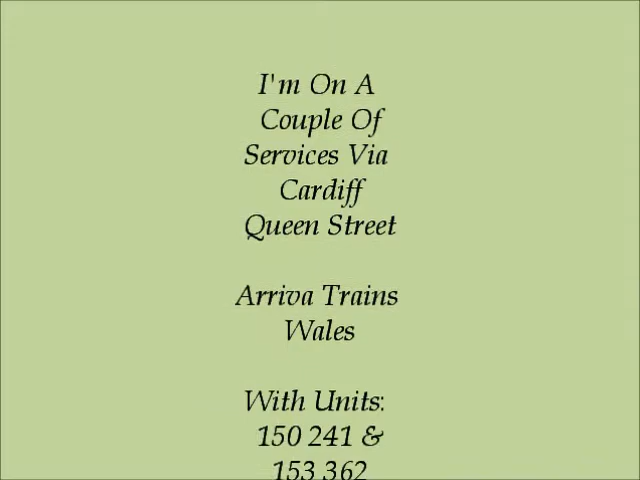 I'm On A
Couple Of
Services Via
Cardiff
Queen Street
Arriva Trains
Wales
With Units:
150 241 &
153 362